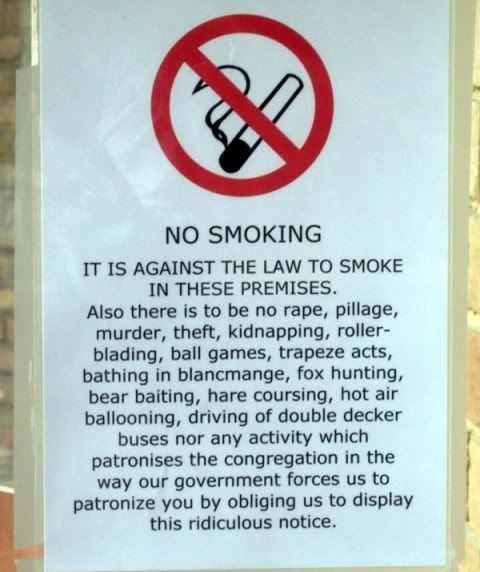 NO SMOKING
IT IS AGAINST THE LAW TO SMOKE
IN THESE PREMISES.
Also there is to be no rape, pillage,
murder, theft, kidnapping, roller-
blading, ball games, trapeze acts,
bathing in blancmange, fox hunting,
bear baiting, hare coursing, hot air
ballooning, driving of double decker
buses nor any activity which
patronises the congregation in the
way our government forces us to
patronize you by obliging us to display
this ridiculous notice.